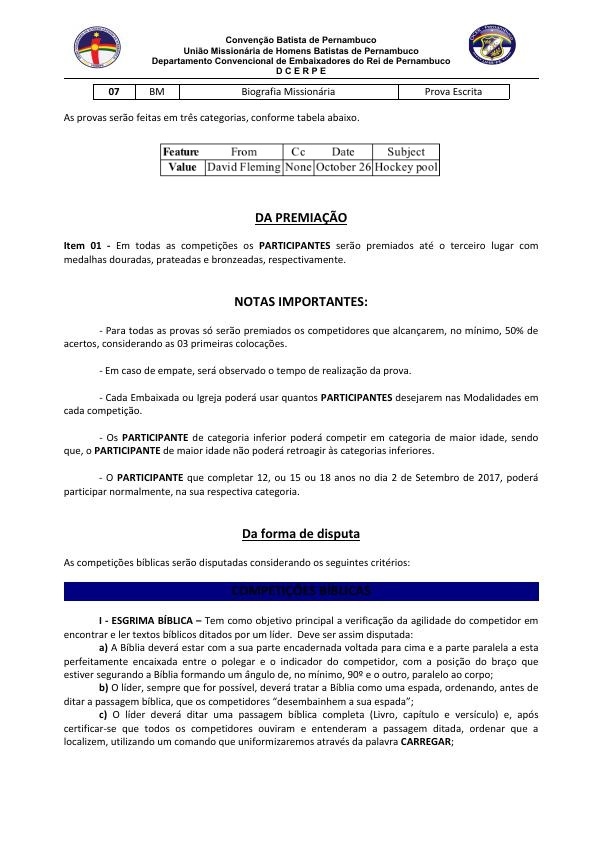 Convenção Batista de Pernambuco
União Missionária de Homens Batistas de Pernambuco
Departamento Convencional de Embaixadores do Rei de Pernambuco
D C E R P E
07 BM Biografia Missionária Prova Escrita
As provas serão feitas em três categorias, conforme tabela abaixo.
Feature From Cc Date Subject
Value David Fleming None October 26 Hockey pool
DA PREMIAÇÃO
Item 01 - Em todas as competições os PARTICIPANTES serão premiados até o terceiro lugar com
medalhas douradas, prateadas e bronzeadas, respectivamente.
NOTAS IMPORTANTES:
- Para todas as provas só serão premiados os competidores que alcançarem, no mínimo, 50% de
acertos, considerando as 03 primeiras colocações.
- Em caso de empate, será observado o tempo de realização da prova.
- Cada Embaixada ou Igreja poderá usar quantos PARTICIPANTES desejarem nas Modalidades em
cada competição.
- Os PARTICIPANTE de categoria inferior poderá competir em categoria de maior idade, sendo
que, o PARTICIPANTE de maior idade não poderá retroagir às categorias inferiores.
- O PARTICIPANTE que completar 12, ou 15 ou 18 anos no dia 2 de Setembro de 2017, poderá
participar normalmente, na sua respectiva categoria.
Da forma de disputa
As competições bíblicas serão disputadas considerando os seguintes critérios:
COMPETIÇÕES BÍBLICAS
I - ESGRIMA BÍBLICA – Tem como objetivo principal a verificação da agilidade do competidor em
encontrar e ler textos bíblicos ditados por um líder. Deve ser assim disputada:
a) A Bíblia deverá estar com a sua parte encadernada voltada para cima e a parte paralela a esta
perfeitamente encaixada entre o polegar e o indicador do competidor, com a posição do braço que
estiver segurando a Bíblia formando um ângulo de, no mínimo, 90º e o outro, paralelo ao corpo;
b) O líder, sempre que for possível, deverá tratar a Bíblia como uma espada, ordenando, antes de
ditar a passagem bíblica, que os competidores “desembainhem a sua espada”;
c) O líder deverá ditar uma passagem bíblica completa (Livro, capítulo e versículo) e, após
certificar-se que todos os competidores ouviram e entenderam a passagem ditada, ordenar que a
localizem, utilizando um comando que uniformizaremos através da palavra CARREGAR;